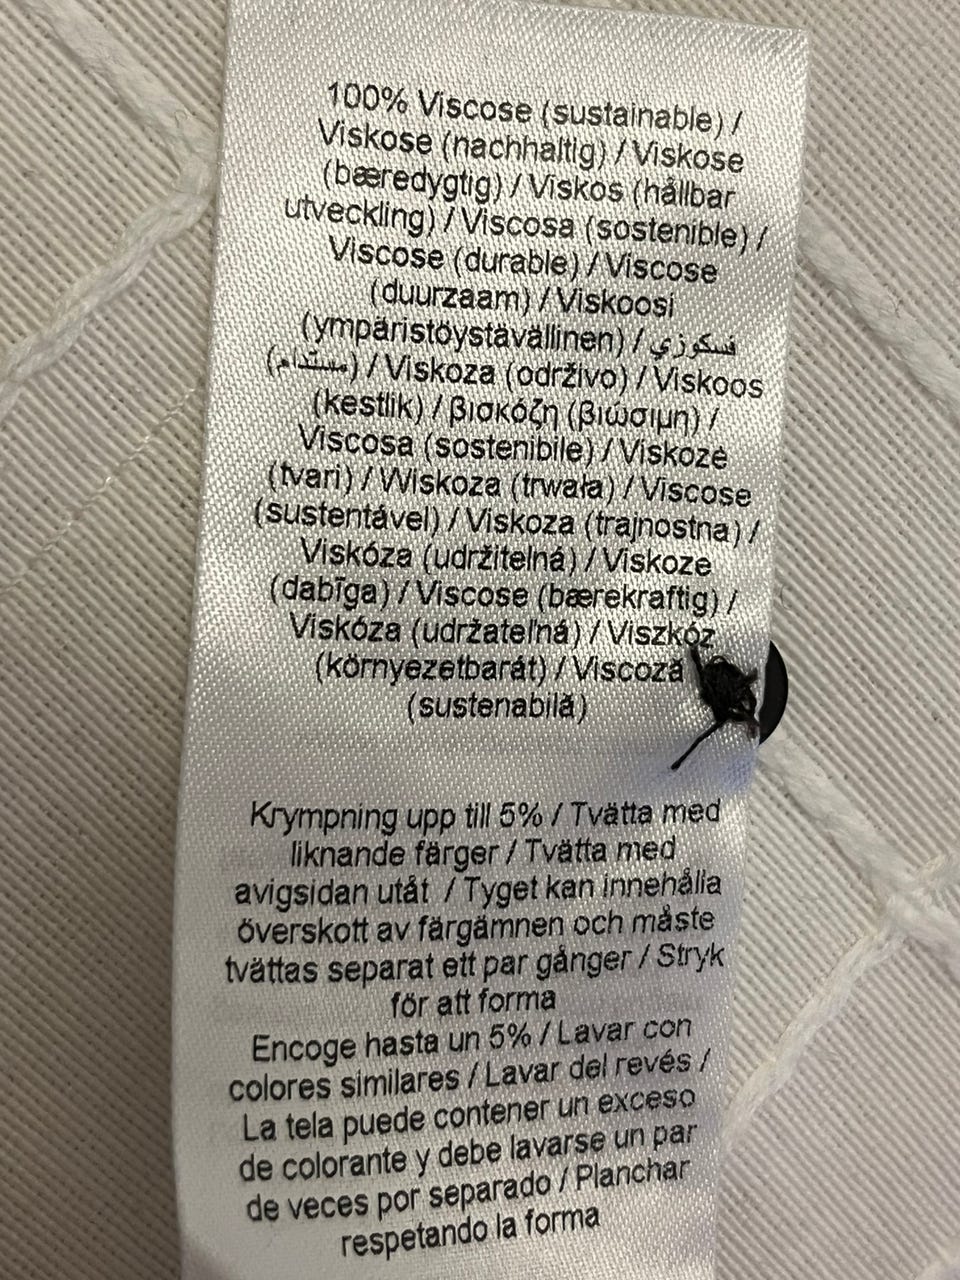 100% Viscose (sustainable) /
Viskose (nachhaltig) / Viskose
(bæredygtig) / Viskos (hållbar
utveckling) / Viscosa (sostenible) /
Viscose (durable) / Viscose
(duurzaam) / Viskoosi
(ympäristöystävällinen) / فسكوزي
(مستدام) / Viskoza (održivo) / Viskoos
(kestlik) / βισκόζη (βιώσιμη) /
Viscosa (sostenibile) / Viskozė
(tvari) / Wiskoza (trwała) / Viscose
(sustentável) / Viskoza (trajnostna) /
Viskóza (udržitelná) / Viskoze
(dabīga) / Viscose (bærekraftig) /
Viskóza (udržateľná) / Viszkóz
(környezetbarát) / Viscoză
(sustenabilă)
Krympning upp till 5% / Tvätta med
liknande färger / Tvätta med
avigsidan utåt / Tyget kan innehålla
överskott av färgämnen och måste
tvättas separat ett par gånger / Stryk
för att forma
Encoge hasta un 5% / Lavar con
colores similares / Lavar del revés /
La tela puede contener un exceso
de colorante y debe lavarse un par
de veces por separado / Planchar
respetando la forma